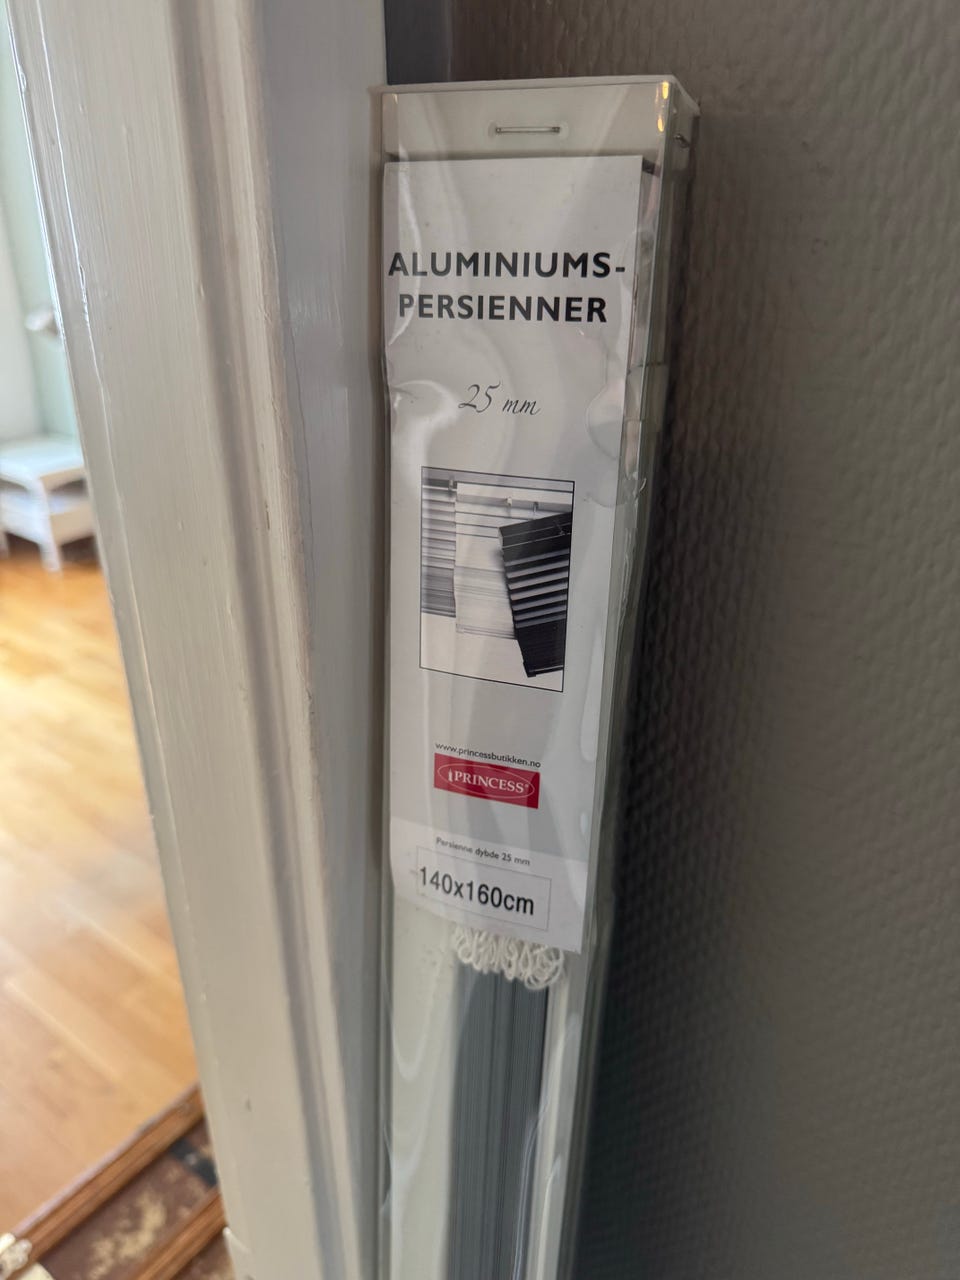 ALUMINIUMS-
PERSIENNER
25 mm
www.princessbutikken.no
PRINCESS®
Persienne dybde 25 mm
140x160cm